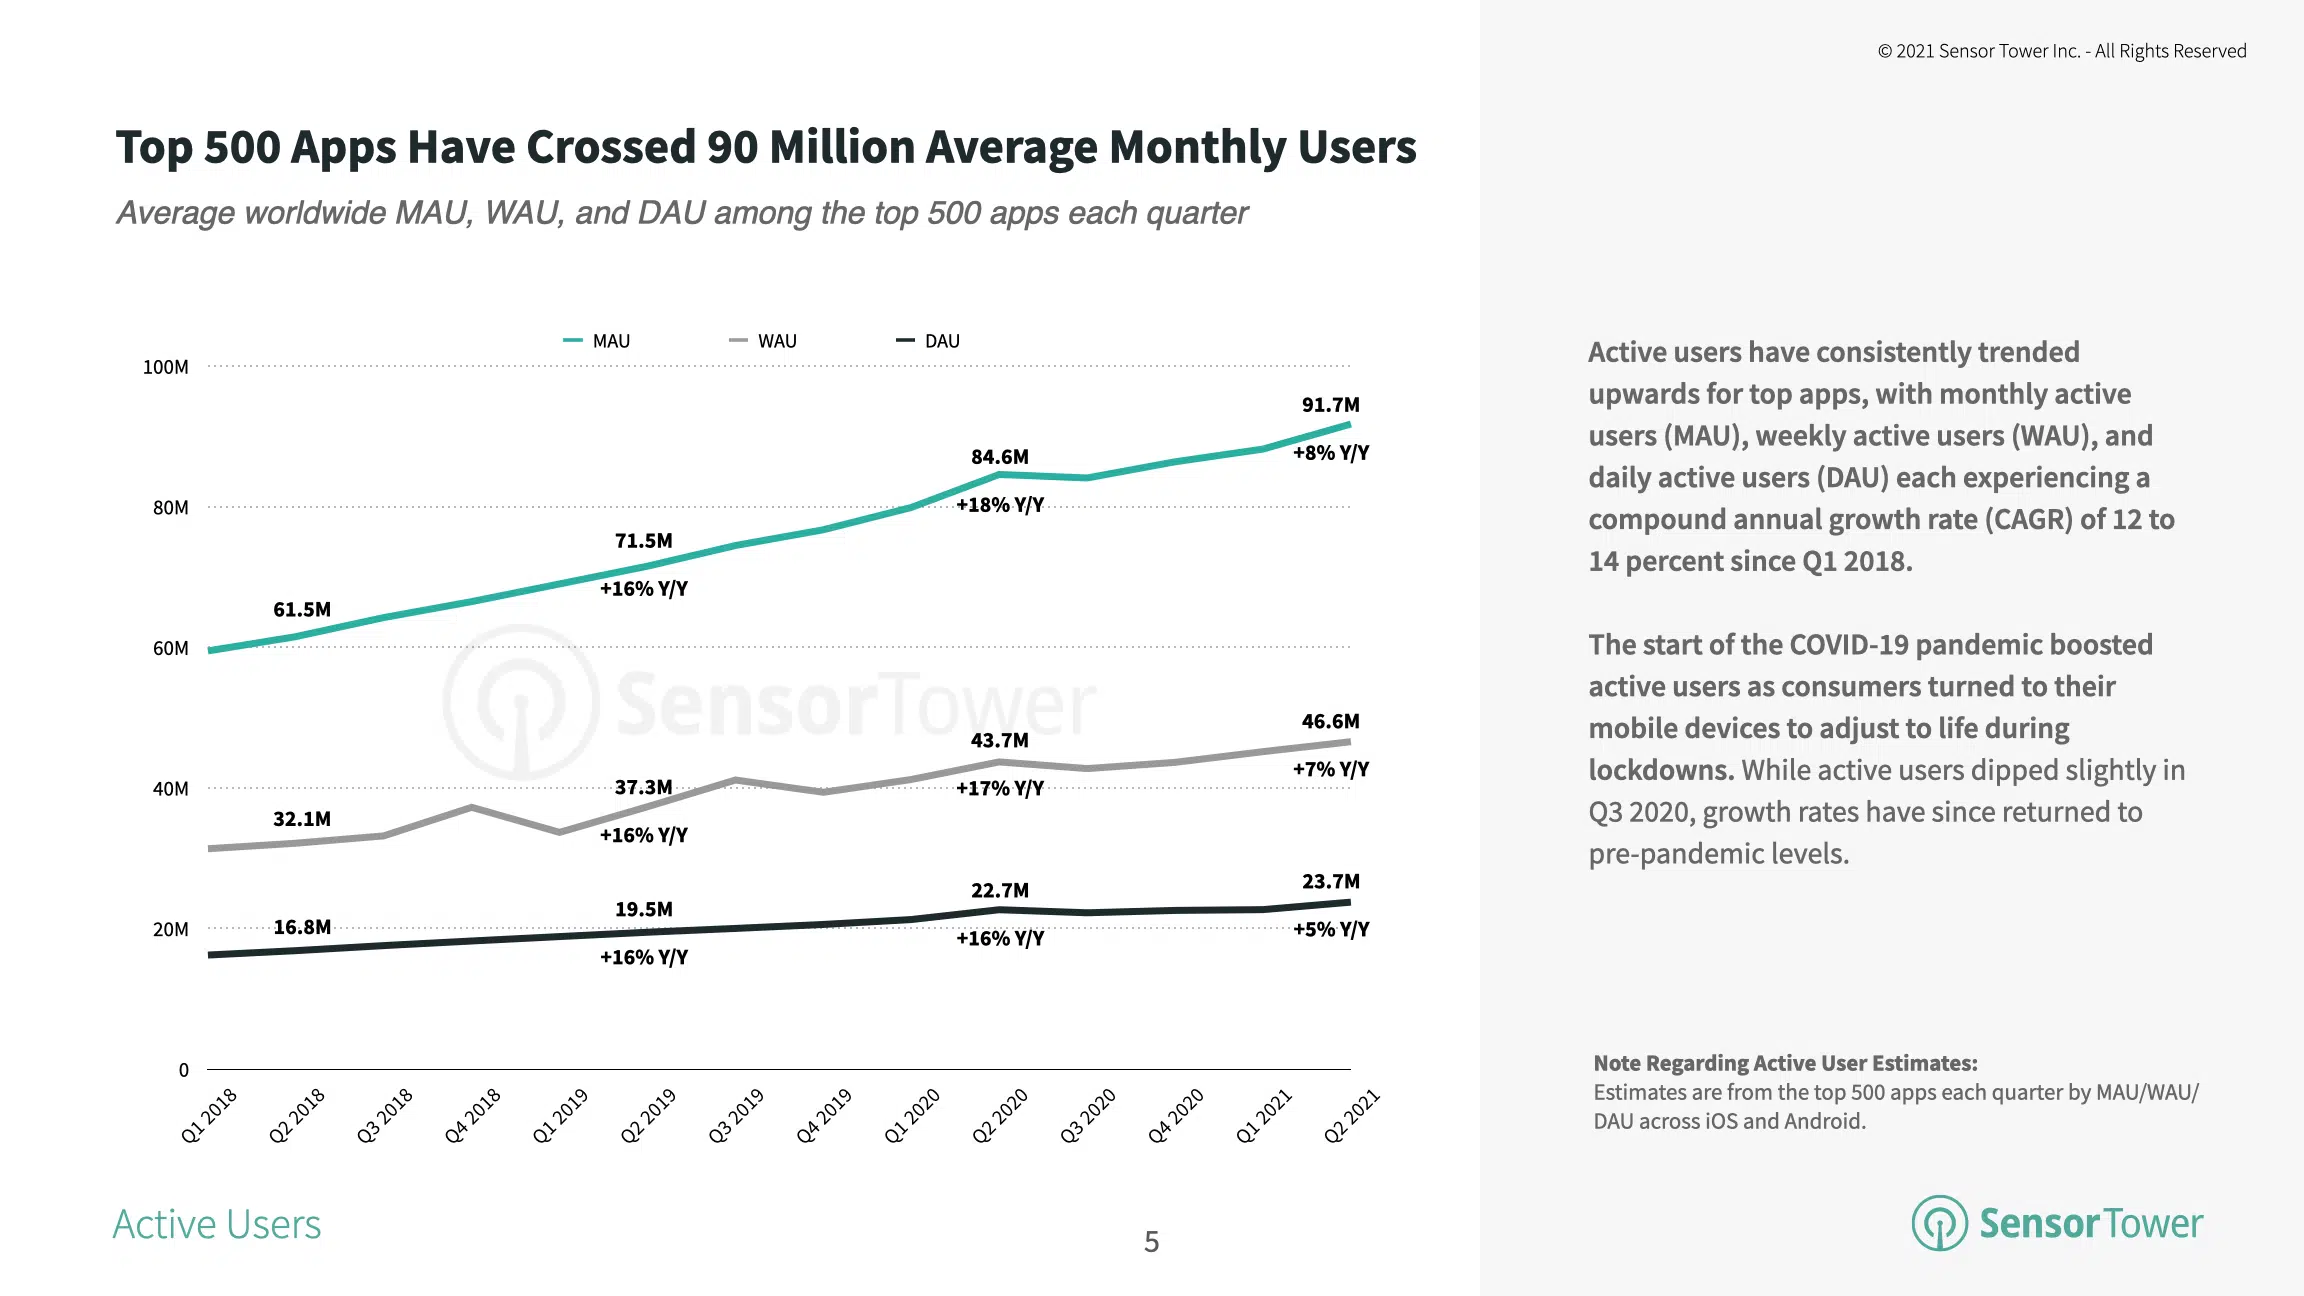 © 2021 Sensor Tower Inc. - All Rights Reserved
Top 500 Apps Have Crossed 90 Million Average Monthly Users
Average worldwide MAU, WAU, and DAU among the top 500 apps each quarter
MAU
WAU
DAU
100M
80M
60M
40M
20M
0
61.5M
71.5M
+16% Y/Y
84.6M
+18% Y/Y
91.7M
+8% Y/Y
SensorTower
32.1M
37.3M
+16% Y/Y
43.7M
+17% Y/Y
46.6M
+7% Y/Y
16.8M
19.5M
+16% Y/Y
22.7M
+16% Y/Y
23.7M
+5% Y/Y
Q1 2018
Q2 2018
Q3 2018
Q4 2018
Q1 2019
Q2 2019
Q3 2019
Q4 2019
Q1 2020
Q2 2020
Q3 2020
Q4 2020
Q1 2021
Q2 2021
Active users have consistently trended
upwards for top apps, with monthly active
users (MAU), weekly active users (WAU), and
daily active users (DAU) each experiencing a
compound annual growth rate (CAGR) of 12 to
14 percent since Q1 2018.
The start of the COVID-19 pandemic boosted
active users as consumers turned to their
mobile devices to adjust to life during
lockdowns. While active users dipped slightly in
Q3 2020, growth rates have since returned to
pre-pandemic levels.
Note Regarding Active User Estimates:
Estimates are from the top 500 apps each quarter by MAU/WAU/
DAU across iOS and Android.
Active Users
5
SensorTower